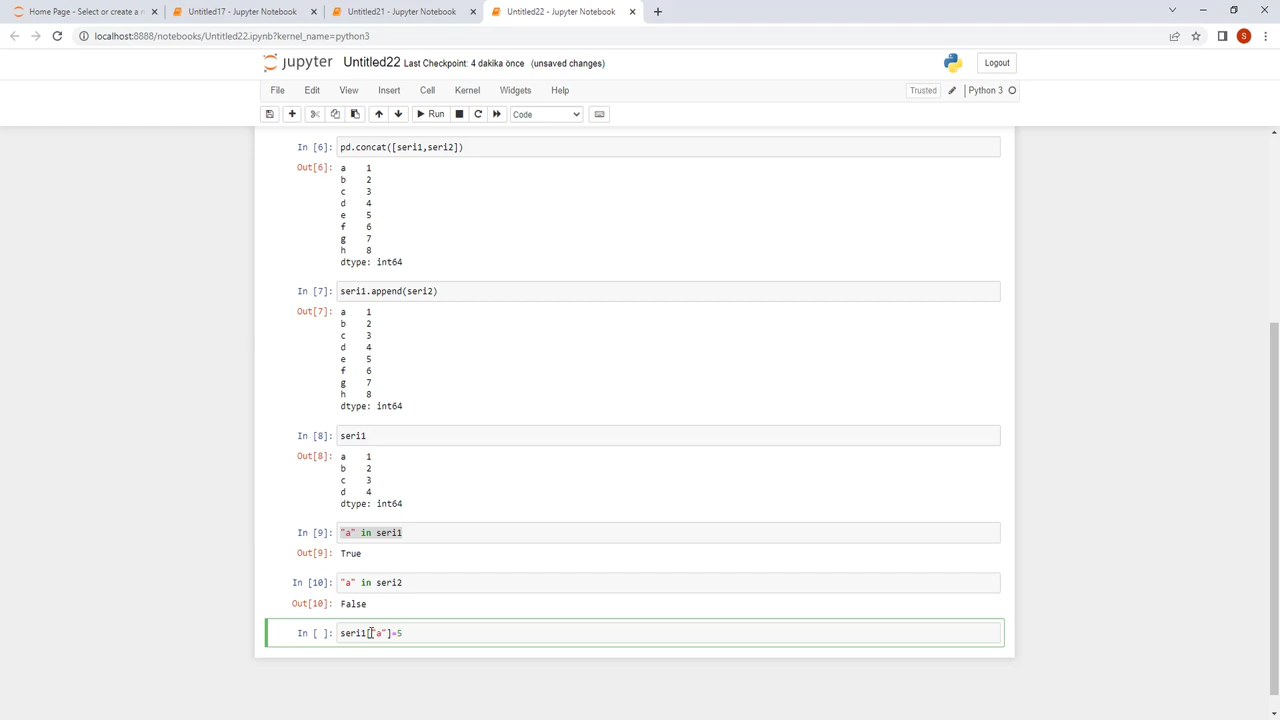 Home Page - Select or create a n
Untitled17 - Jupyter Notebook
Untitled21 - Jupyter Notebook
Untitled22 - Jupyter Notebook
localhost:8888/notebooks/Untitled22.ipynb?kernel_name=python3
S
jupyter Untitled22 Last Checkpoint: 4 dakika önce (unsaved changes)
Logout
File Edit View Insert Cell Kernel Widgets Help
Trusted Python 3
Run Code
In [6]: pd.concat([seri1,seri2])
Out[6]: a 1
b 2
c 3
d 4
e 5
f 6
g 7
h 8
dtype: int64
In [7]: seri1.append(seri2)
Out[7]: a 1
b 2
c 3
d 4
e 5
f 6
g 7
h 8
dtype: int64
In [8]: seri1
Out[8]: a 1
b 2
c 3
d 4
dtype: int64
In [9]: "a" in seri1
Out[9]: True
In [10]: "a" in seri2
Out[10]: False
In [ ]: seri1["a"]=5